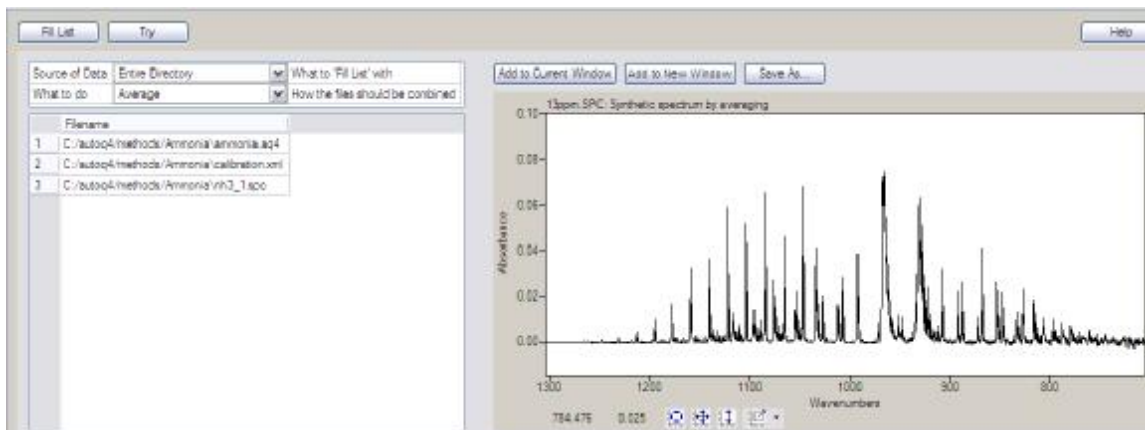 Fill List
Try
Help
Source of Data Entire Directory What to 'Fill List' with
What to do Average How the files should be combined
Add to Current Window Add to New Window Save As...
Filename
1 C:/autoq4/methods/Ammonia\ammonia.aq4
2 C:/autoq4/methods/Ammonia\calibration.xml
3 C:/autoq4/methods/Ammonia\nh3_1.spc
13ppm.SPC: Synthetic spectrum by averaging
0.10
0.08
0.06
0.04
0.02
0.00
Absorbance
1300 1200 1100 1000 900 800
Wavenumbers
784.475 0.025